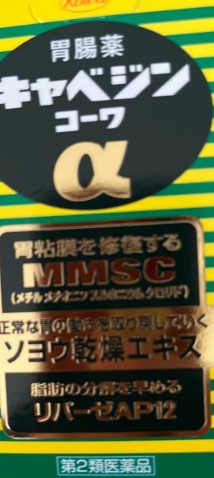 胃腸薬
キャベジン
コーワ
α
胃粘膜を修復する
MMSC
(メチルメチオニンスルホニウムクロリド)
正常な胃の働きを取り戻していく
ソヨウ乾燥エキス
脂肪の分解を早める
リパーゼAP12
第2類医薬品